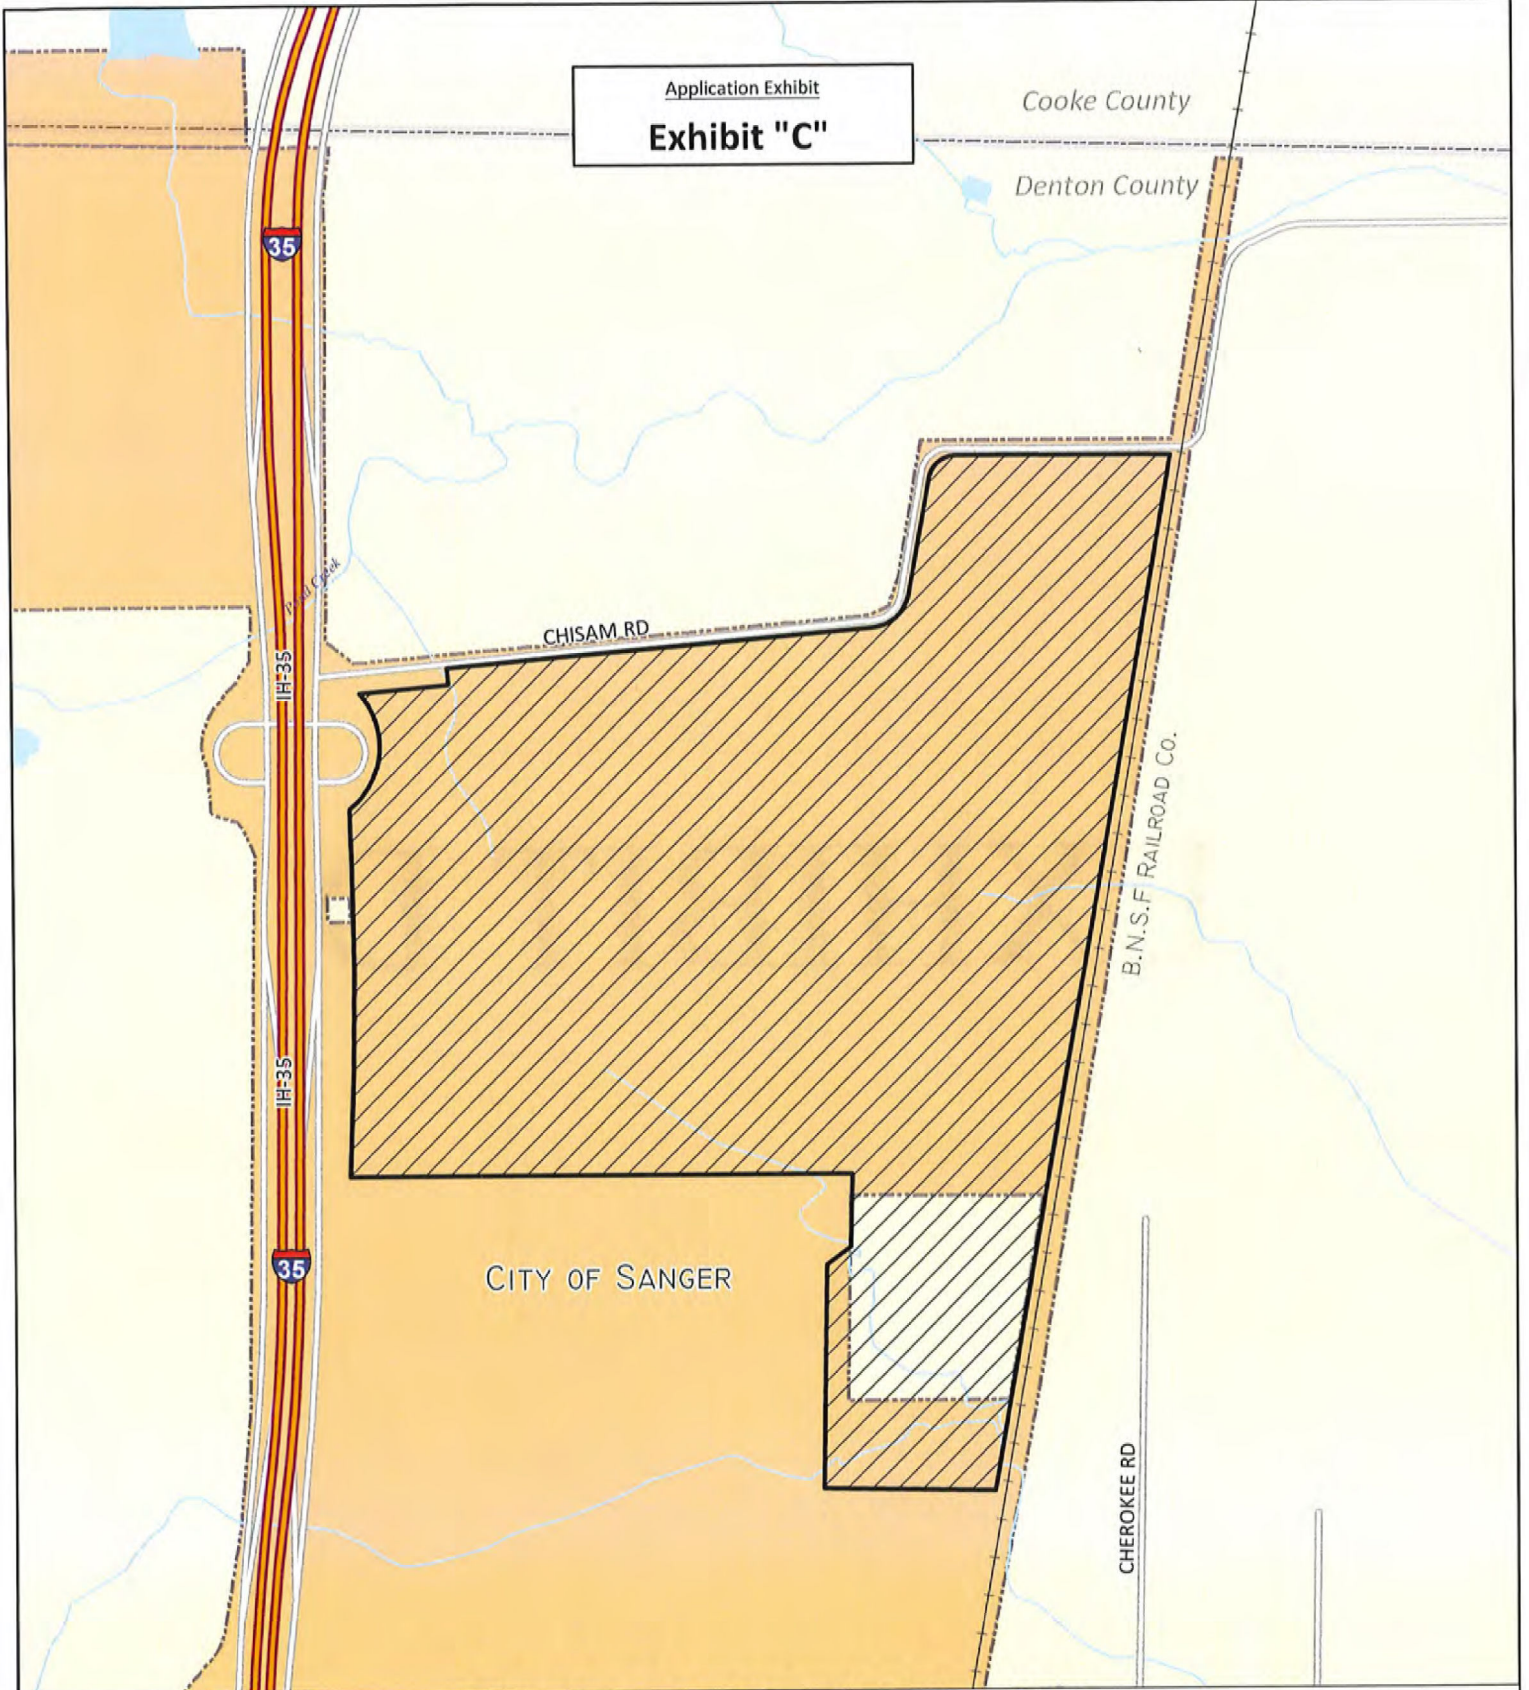 Application Exhibit
Exhibit "C"
Cooke County
Denton County
35
Pond Creek
CHISAM RD
IH-35
B.N.S.F RAILROAD CO.
IH-35
35
CITY OF SANGER
CHEROKEE RD